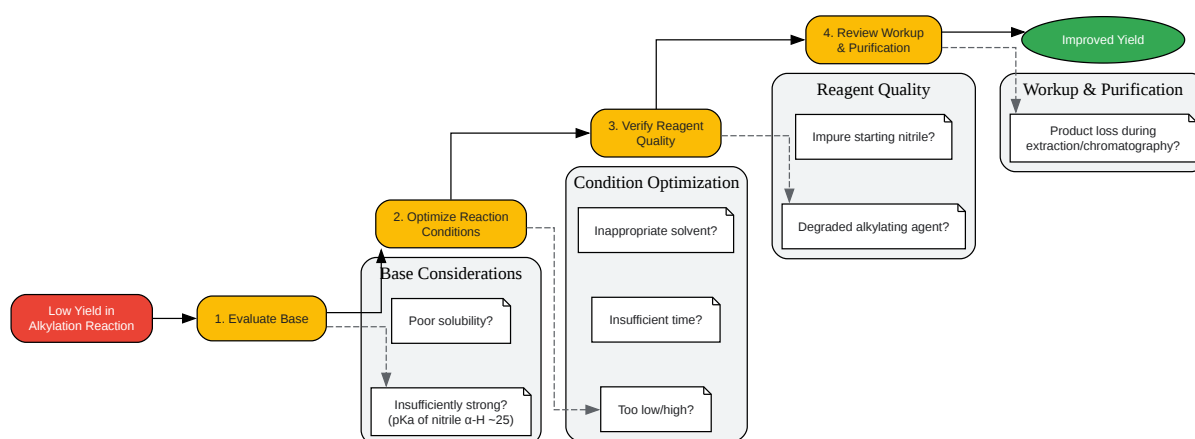 4. Review Workup
& Purification
Improved Yield
Reagent Quality
Workup & Purification
3. Verify Reagent
Quality
Impure starting nitrile?
Product loss during
extraction/chromatography?
Condition Optimization
2. Optimize Reaction
Conditions
Inappropriate solvent?
Degraded alkylating agent?
Base Considerations
Low Yield in
Alkylation Reaction
1. Evaluate Base
Poor solubility?
Insufficient time?
Insufficiently strong?
(pKa of nitrile α-H ~25)
Too low/high?